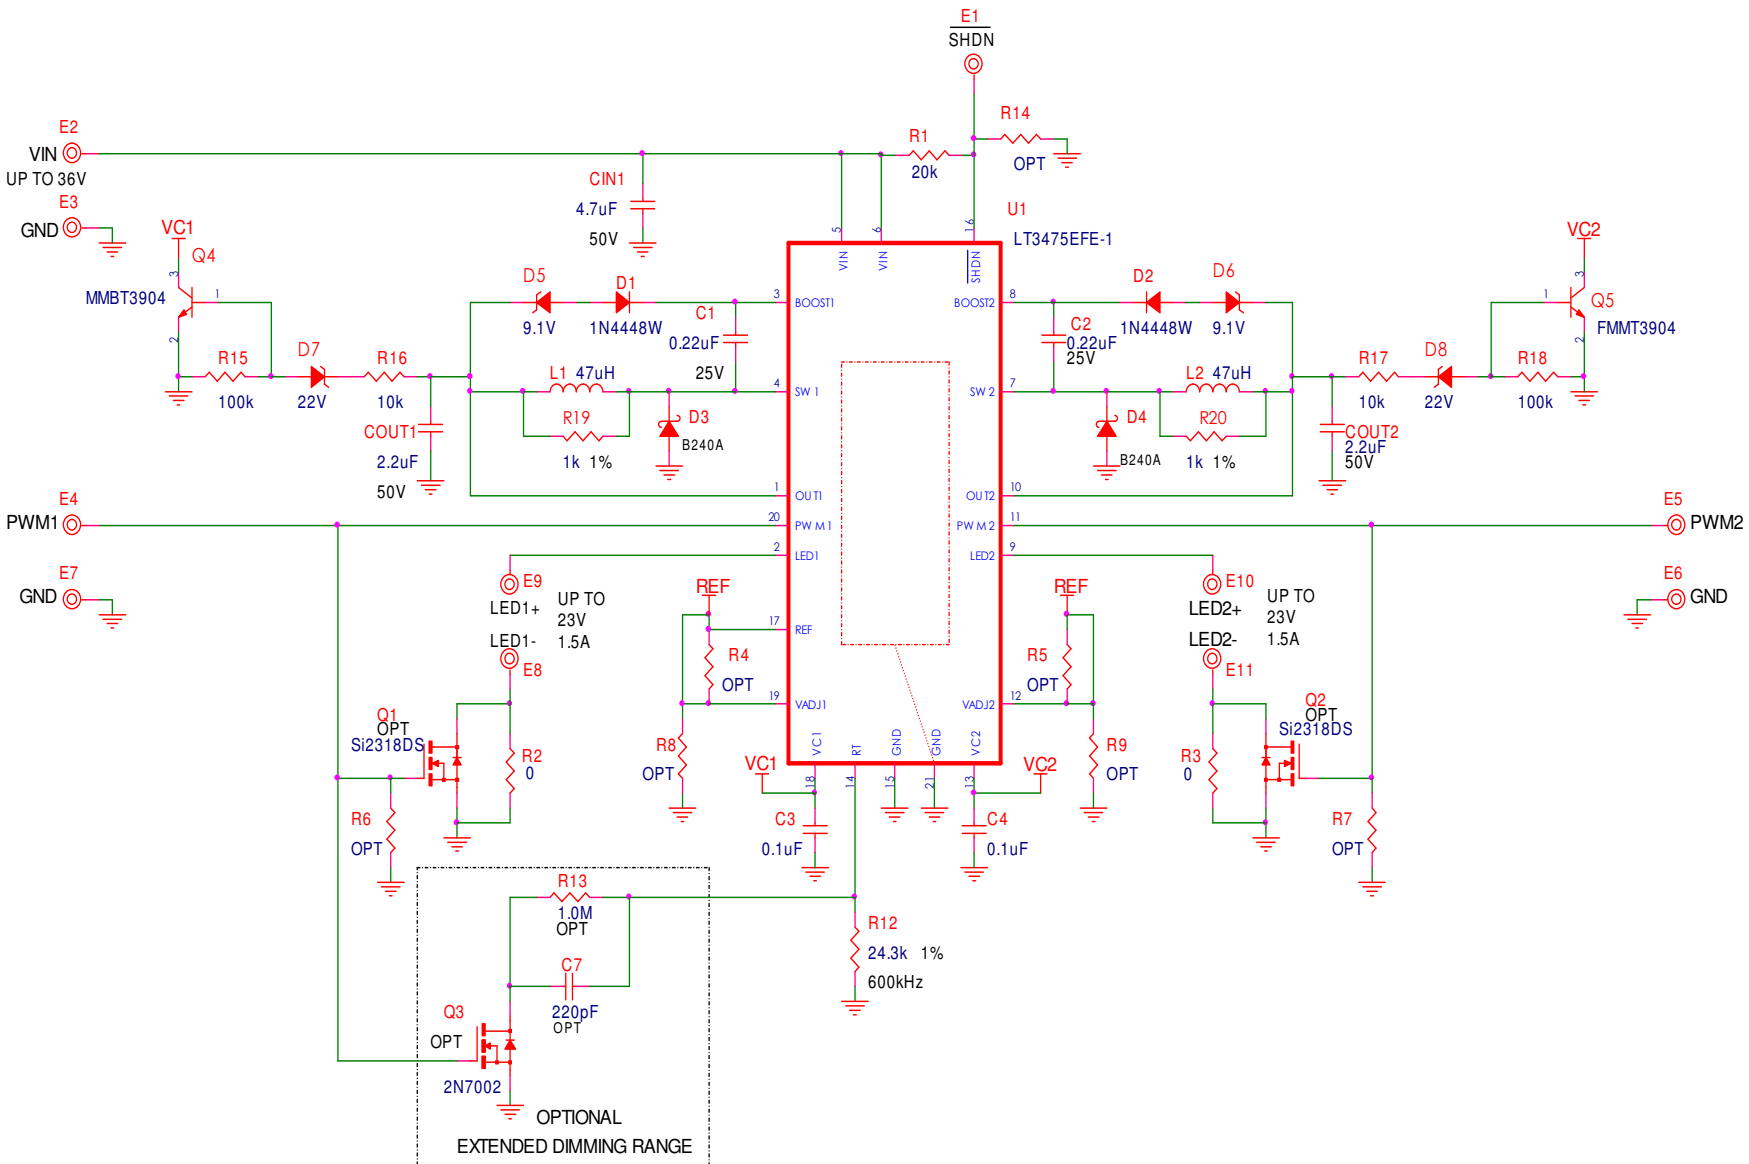 E1
SHDN
E2
VIN
UP TO 36V
E3
GND
R14
OPT
R1
20k
CIN1
4.7uF
50V
U1
LT3475EFE-1
VC1
Q4
MMBT3904
3
1
2
R15
100k
D7
22V
R16
10k
COUT1
2.2uF
50V
D5
9.1V
D1
1N4448W
C1
0.22uF
25V
L1 47uH
R19
1k 1%
D3
B240A
5
6
16
VIN
VIN
SHDN
3
BOOST1
4
SW1
1
OUT1
20
PWM1
2
LED1
17
REF
19
VADJ1
8
BOOST2
7
SW2
10
OUT2
11
PWM2
9
LED2
12
VADJ2
VC1
RT
GND
GND
VC2
18
14
15
21
13
D2
1N4448W
D6
9.1V
C2
0.22uF
25V
L2 47uH
R20
1k 1%
D4
B240A
VC2
Q5
FMMT3904
3
1
2
R17
10k
D8
22V
R18
100k
COUT2
2.2uF
50V
E4
PWM1
E7
GND
E5
PWM2
E6
GND
E9
LED1+
UP TO
23V
1.5A
LED1-
E8
REF
R4
OPT
R8
OPT
REF
R5
OPT
R9
OPT
E10
LED2+
UP TO
23V
1.5A
LED2-
E11
Q1
OPT
Si2318DS
R2
0
R6
OPT
Q2
OPT
Si2318DS
R3
0
R7
OPT
VC1
C3
0.1uF
VC2
C4
0.1uF
R13
1.0M
OPT
C7
220pF
OPT
Q3
OPT
2N7002
R12
24.3k 1%
600kHz
OPTIONAL
EXTENDED DIMMING RANGE